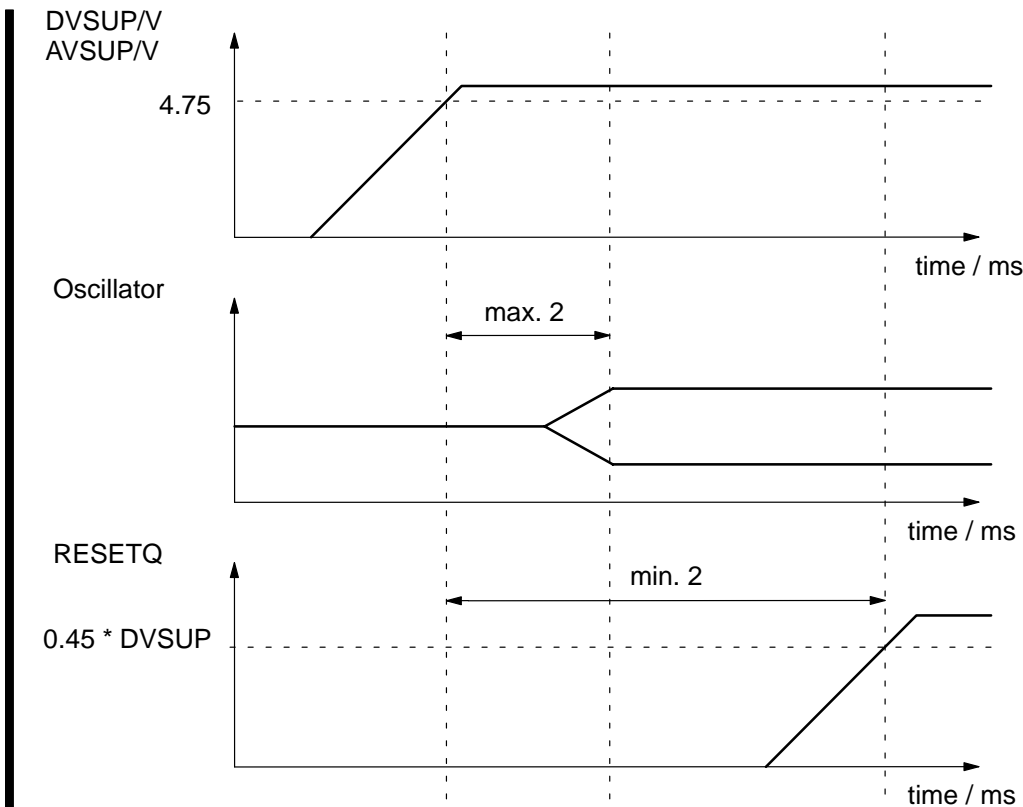 DVSUP/V
AVSUP/V
4.75
time / ms
Oscillator
max. 2
time / ms
RESETQ
min. 2
0.45 * DVSUP
time / ms